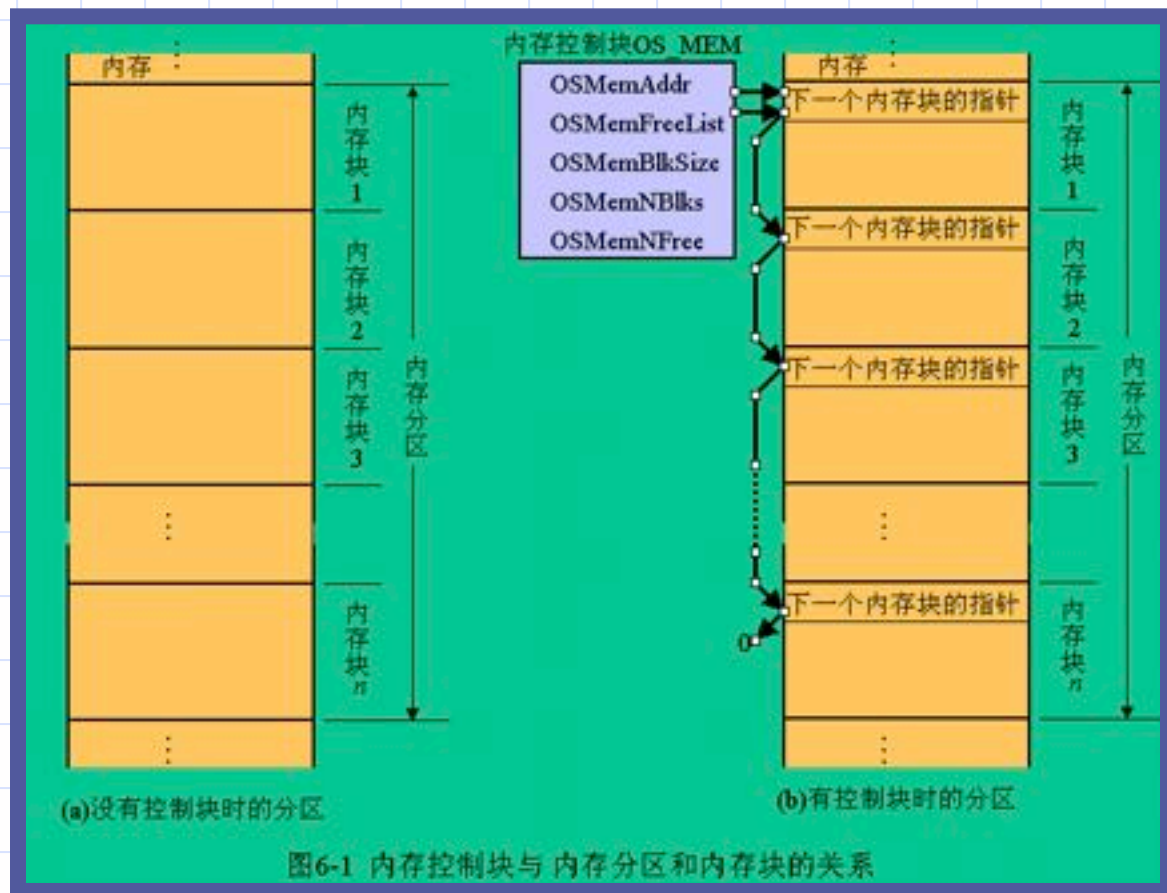 内存
内存块1
内存块2
内存块3
内存块n
内存分区
(a)没有控制块时的分区
内存控制块OS_MEM
OSMemAddr
OSMemFreeList
OSMemBlkSize
OSMemNBlks
OSMemNFree
0
内存
下一个内存块的指针
下一个内存块的指针
下一个内存块的指针
下一个内存块的指针
内存块1
内存块2
内存块3
内存块n
内存分区
(b)有控制块时的分区
图6-1 内存控制块与 内存分区和内存块的关系